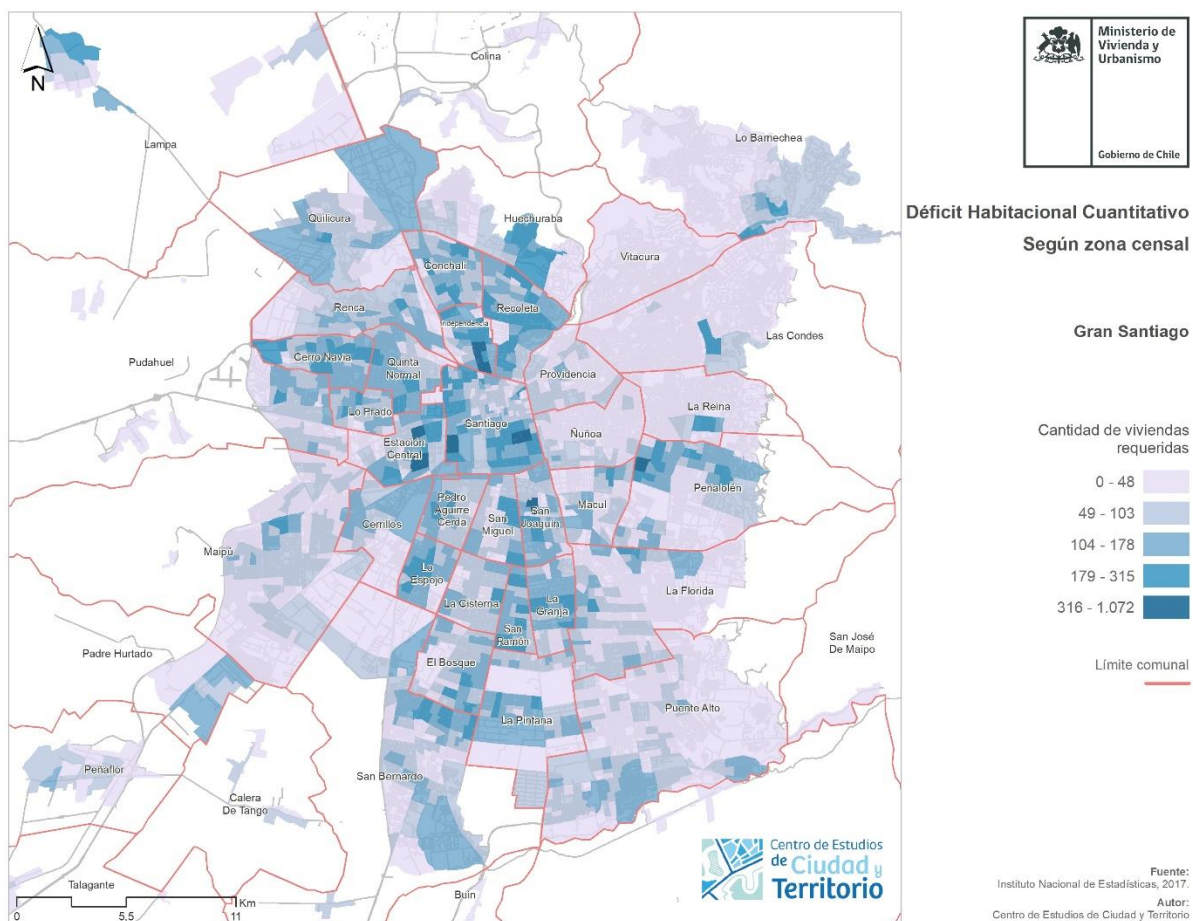 N
Colina
Lampa
Lo Barnechea
Quilicura
Huechuraba
Vitacura
Conchalí
Renca
Recoleta
Independencia
Las Condes
Pudahuel
Cerro Navia
Quinta
Normal
Providencia
Lo Prado
La Reina
Santiago
Ñuñoa
Estación
Central
Peñalolén
Pedro
Aguirre
Cerda
San
Miguel
San
Joaquín
Macul
Cerrillos
Maipú
Lo
Espejo
La Florida
La Cisterna
La
Granja
San
Ramón
San José
De Maipo
Padre Hurtado
El Bosque
Puente Alto
La Pintana
Peñaflor
San Bernardo
Calera
De Tango
Talagante
Buin
0
5.5
11
Km
Centro de Estudios
de Ciudad y
Territorio
Ministerio de
Vivienda y
Urbanismo
Gobierno de Chile
Déficit Habitacional Cuantitativo
Según zona censal
Gran Santiago
Cantidad de viviendas
requeridas
0 - 48
49 - 103
104 - 178
179 - 315
316 - 1.072
Límite comunal
Fuente:
Instituto Nacional de Estadísticas, 2017.
Autor:
Centro de Estudios de Ciudad y Territorio